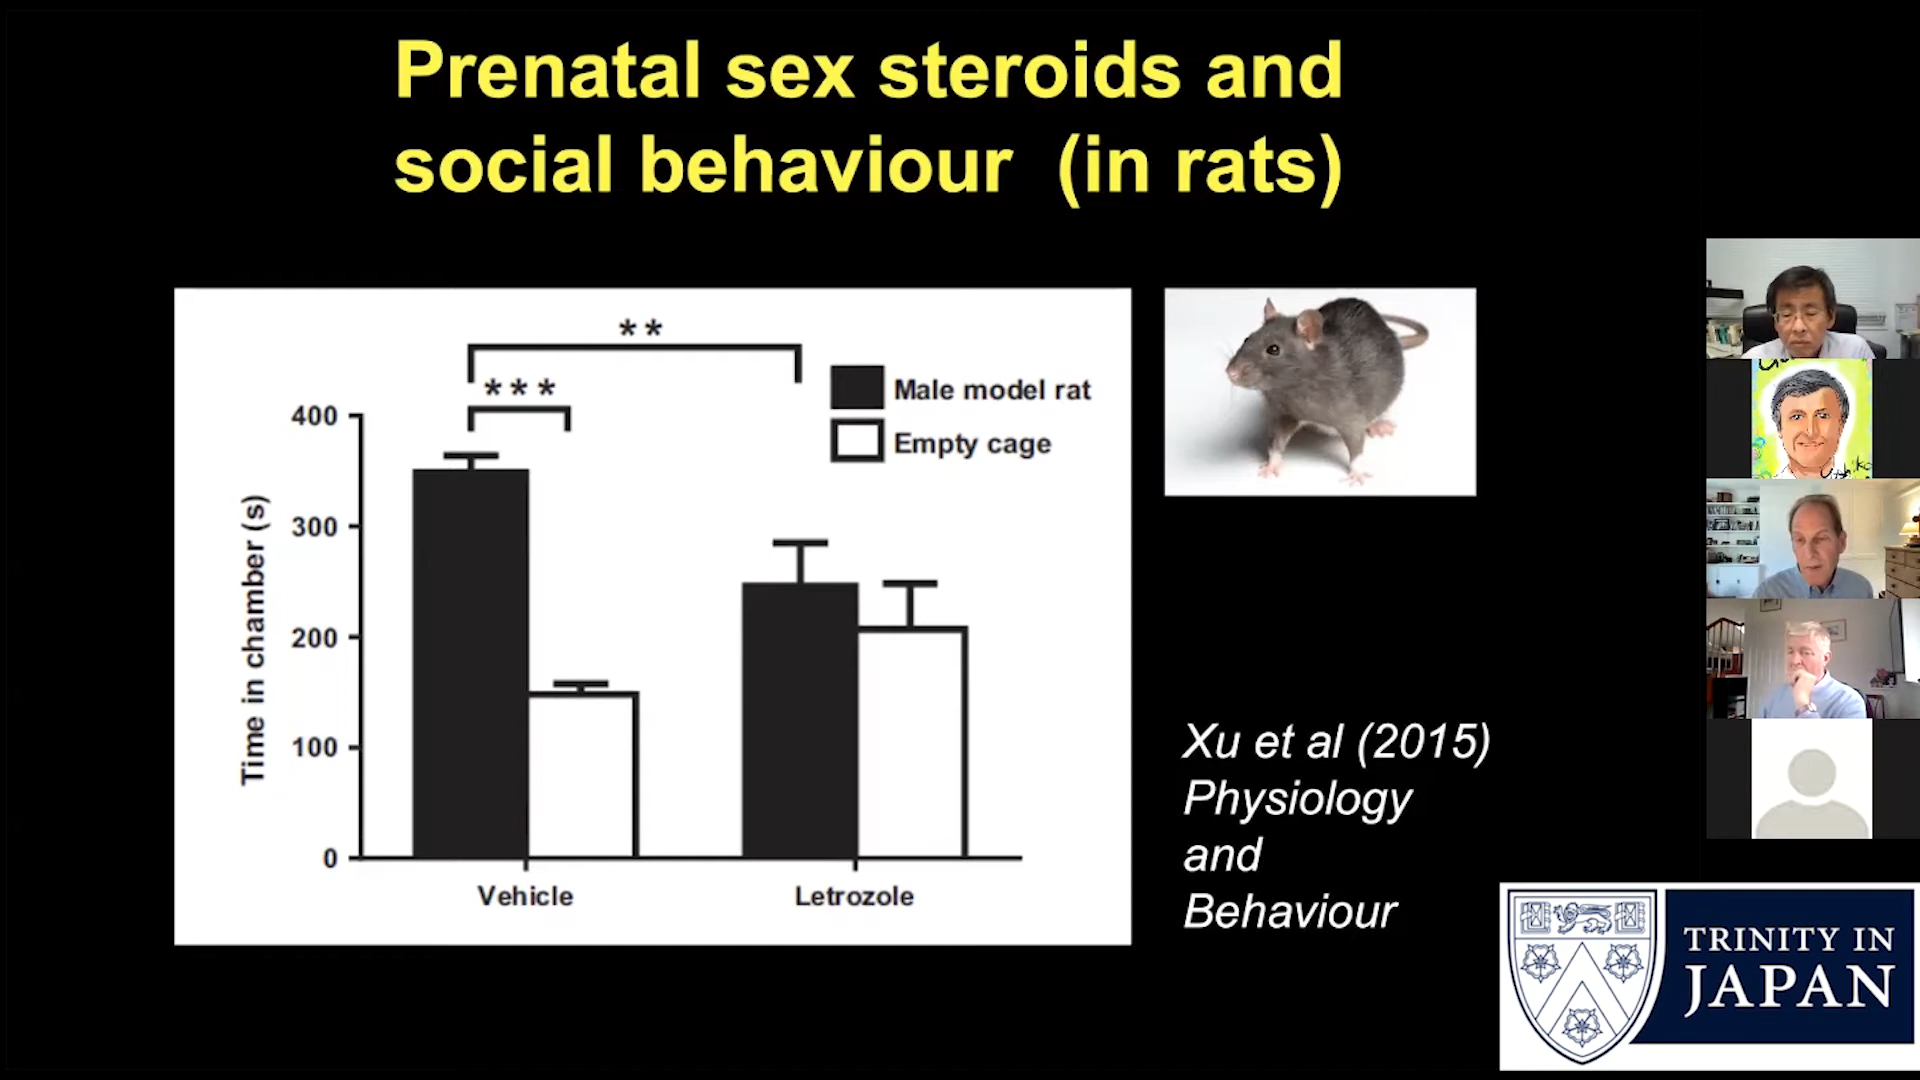 Prenatal sex steroids and
social behaviour (in rats)
**
***
Male model rat
Empty cage
400
300
200
100
0
Time in chamber (s)
Vehicle
Letrozole
Xu et al (2015)
Physiology
and
Behaviour
TRINITY IN
JAPAN